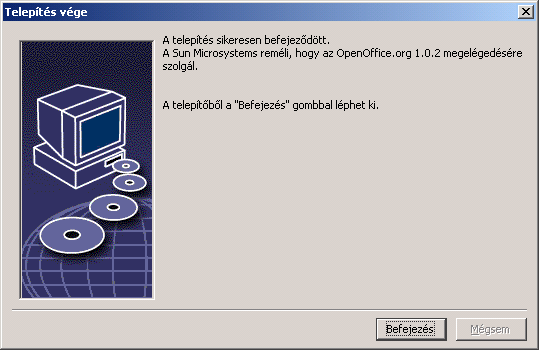 Telepítés vége
A telepítés sikeresen befejeződött.
A Sun Microsystems reméli, hogy az OpenOffice.org 1.0.2 megelégedésére
szolgál.
A telepítőből a "Befejezés" gombbal léphet ki.
Befejezés
Mégsem